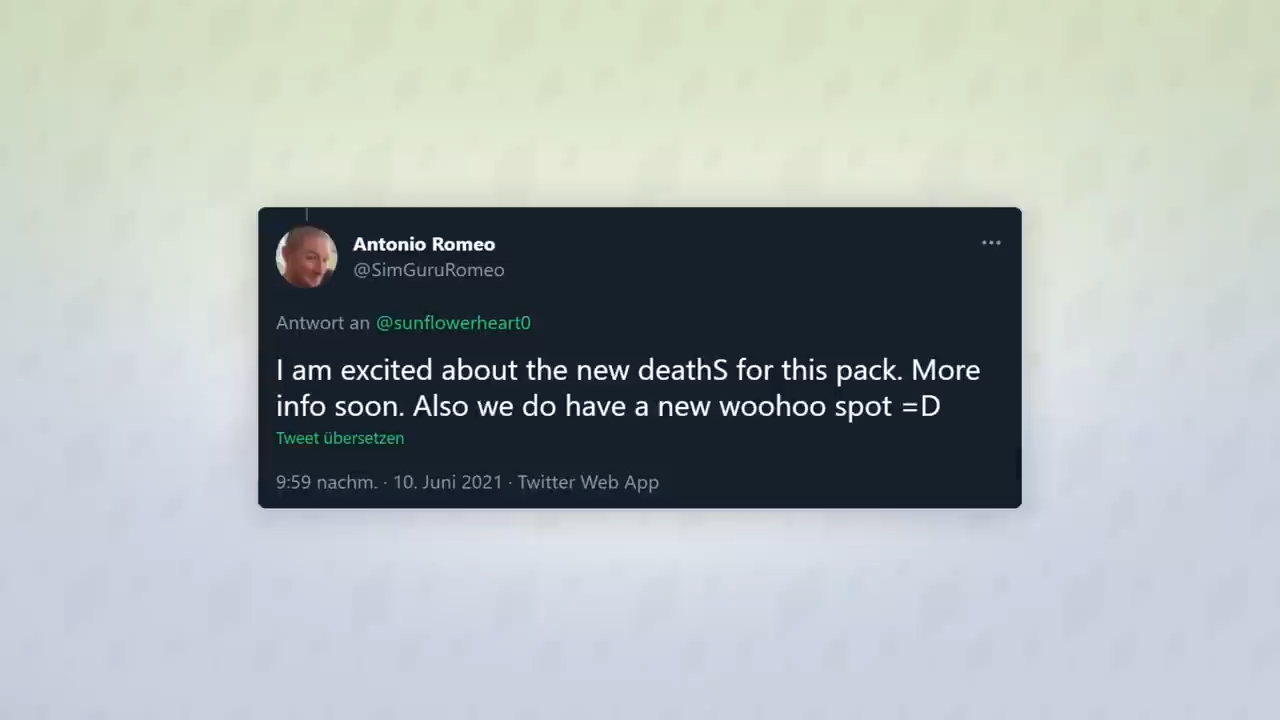 Antonio Romeo
@SimGuruRomeo
Antwort an @sunflowerheart0
I am excited about the new deathS for this pack. More
info soon. Also we do have a new woohoo spot =D
Tweet übersetzen
9:59 nachm. · 10. Juni 2021 · Twitter Web App